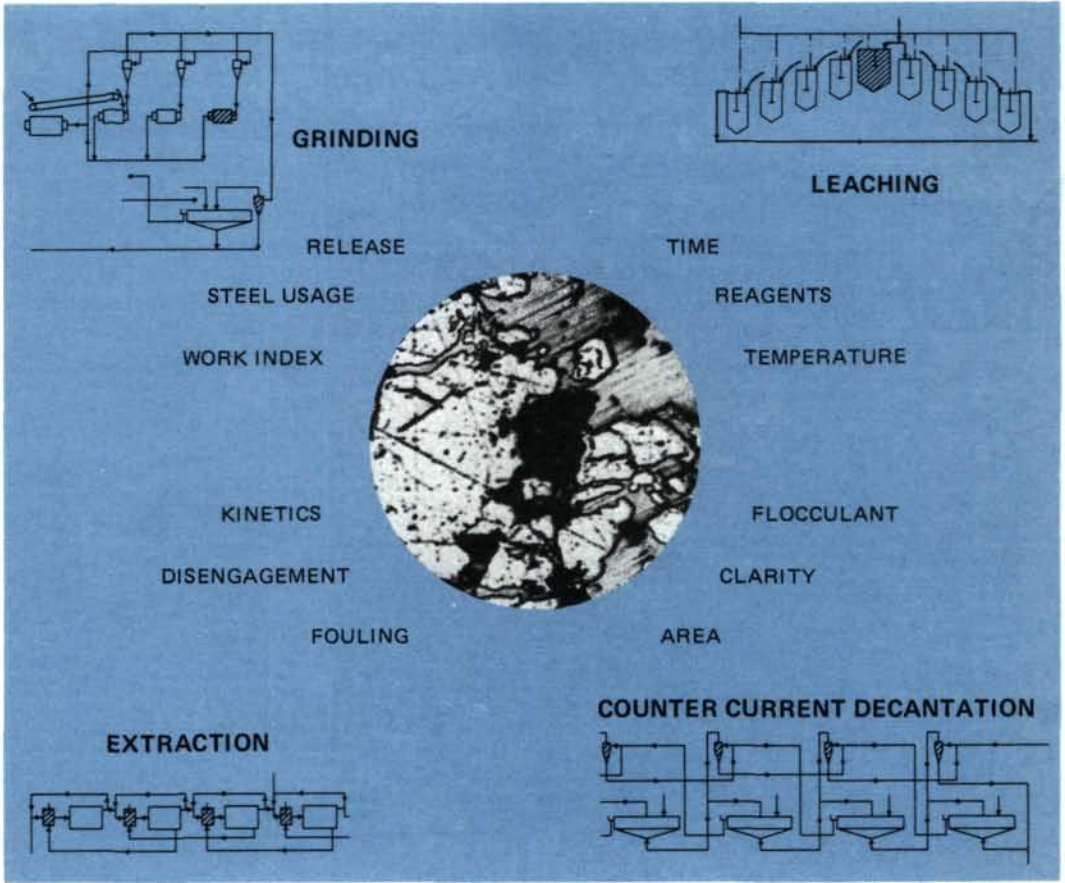 GRINDING
LEACHING
RELEASE
TIME
STEEL USAGE
REAGENTS
WORK INDEX
TEMPERATURE
KINETICS
FLOCCULANT
DISENGAGEMENT
CLARITY
FOULING
AREA
COUNTER CURRENT DECANTATION
EXTRACTION